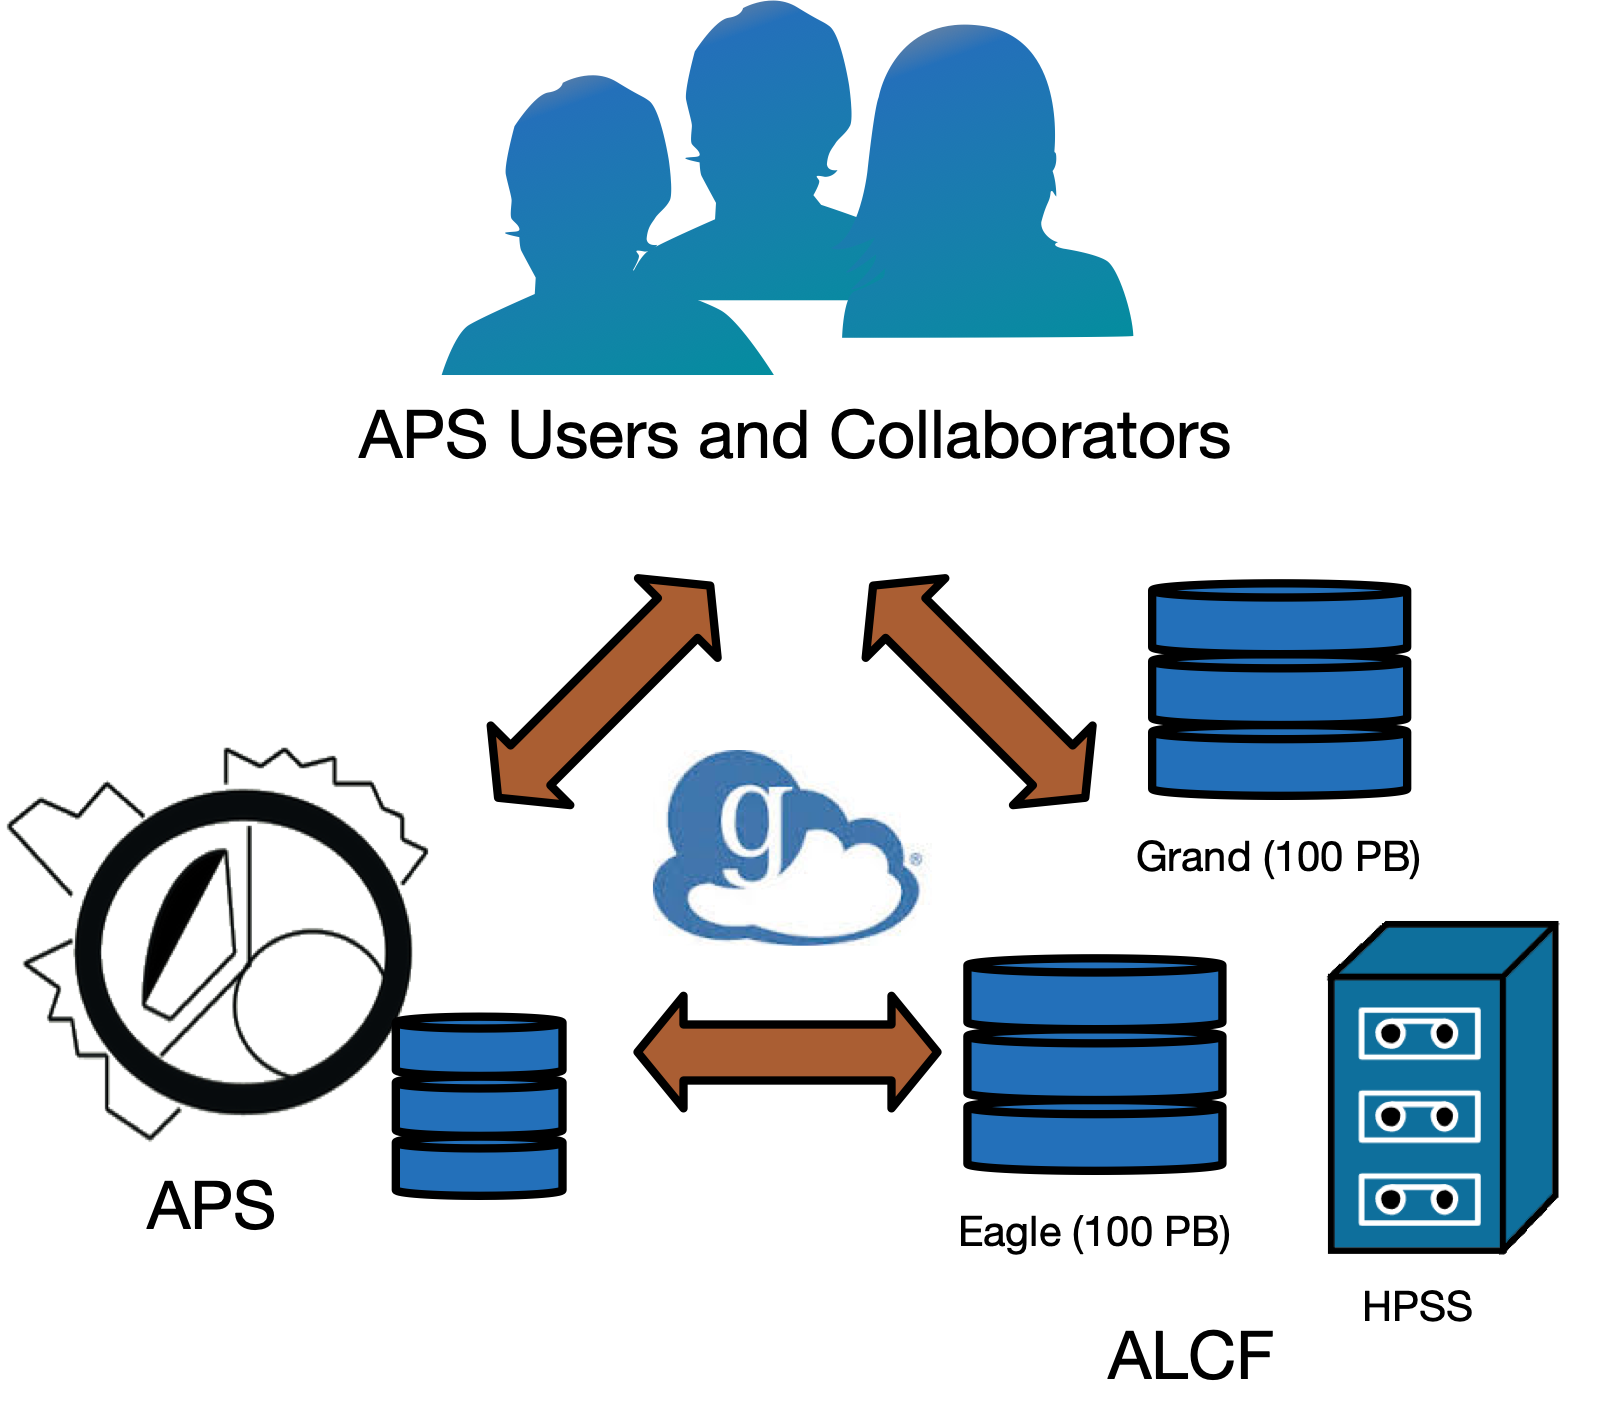 APS Users and Collaborators
g®
Grand (100 PB)
APS
Eagle (100 PB)
HPSS
ALCF